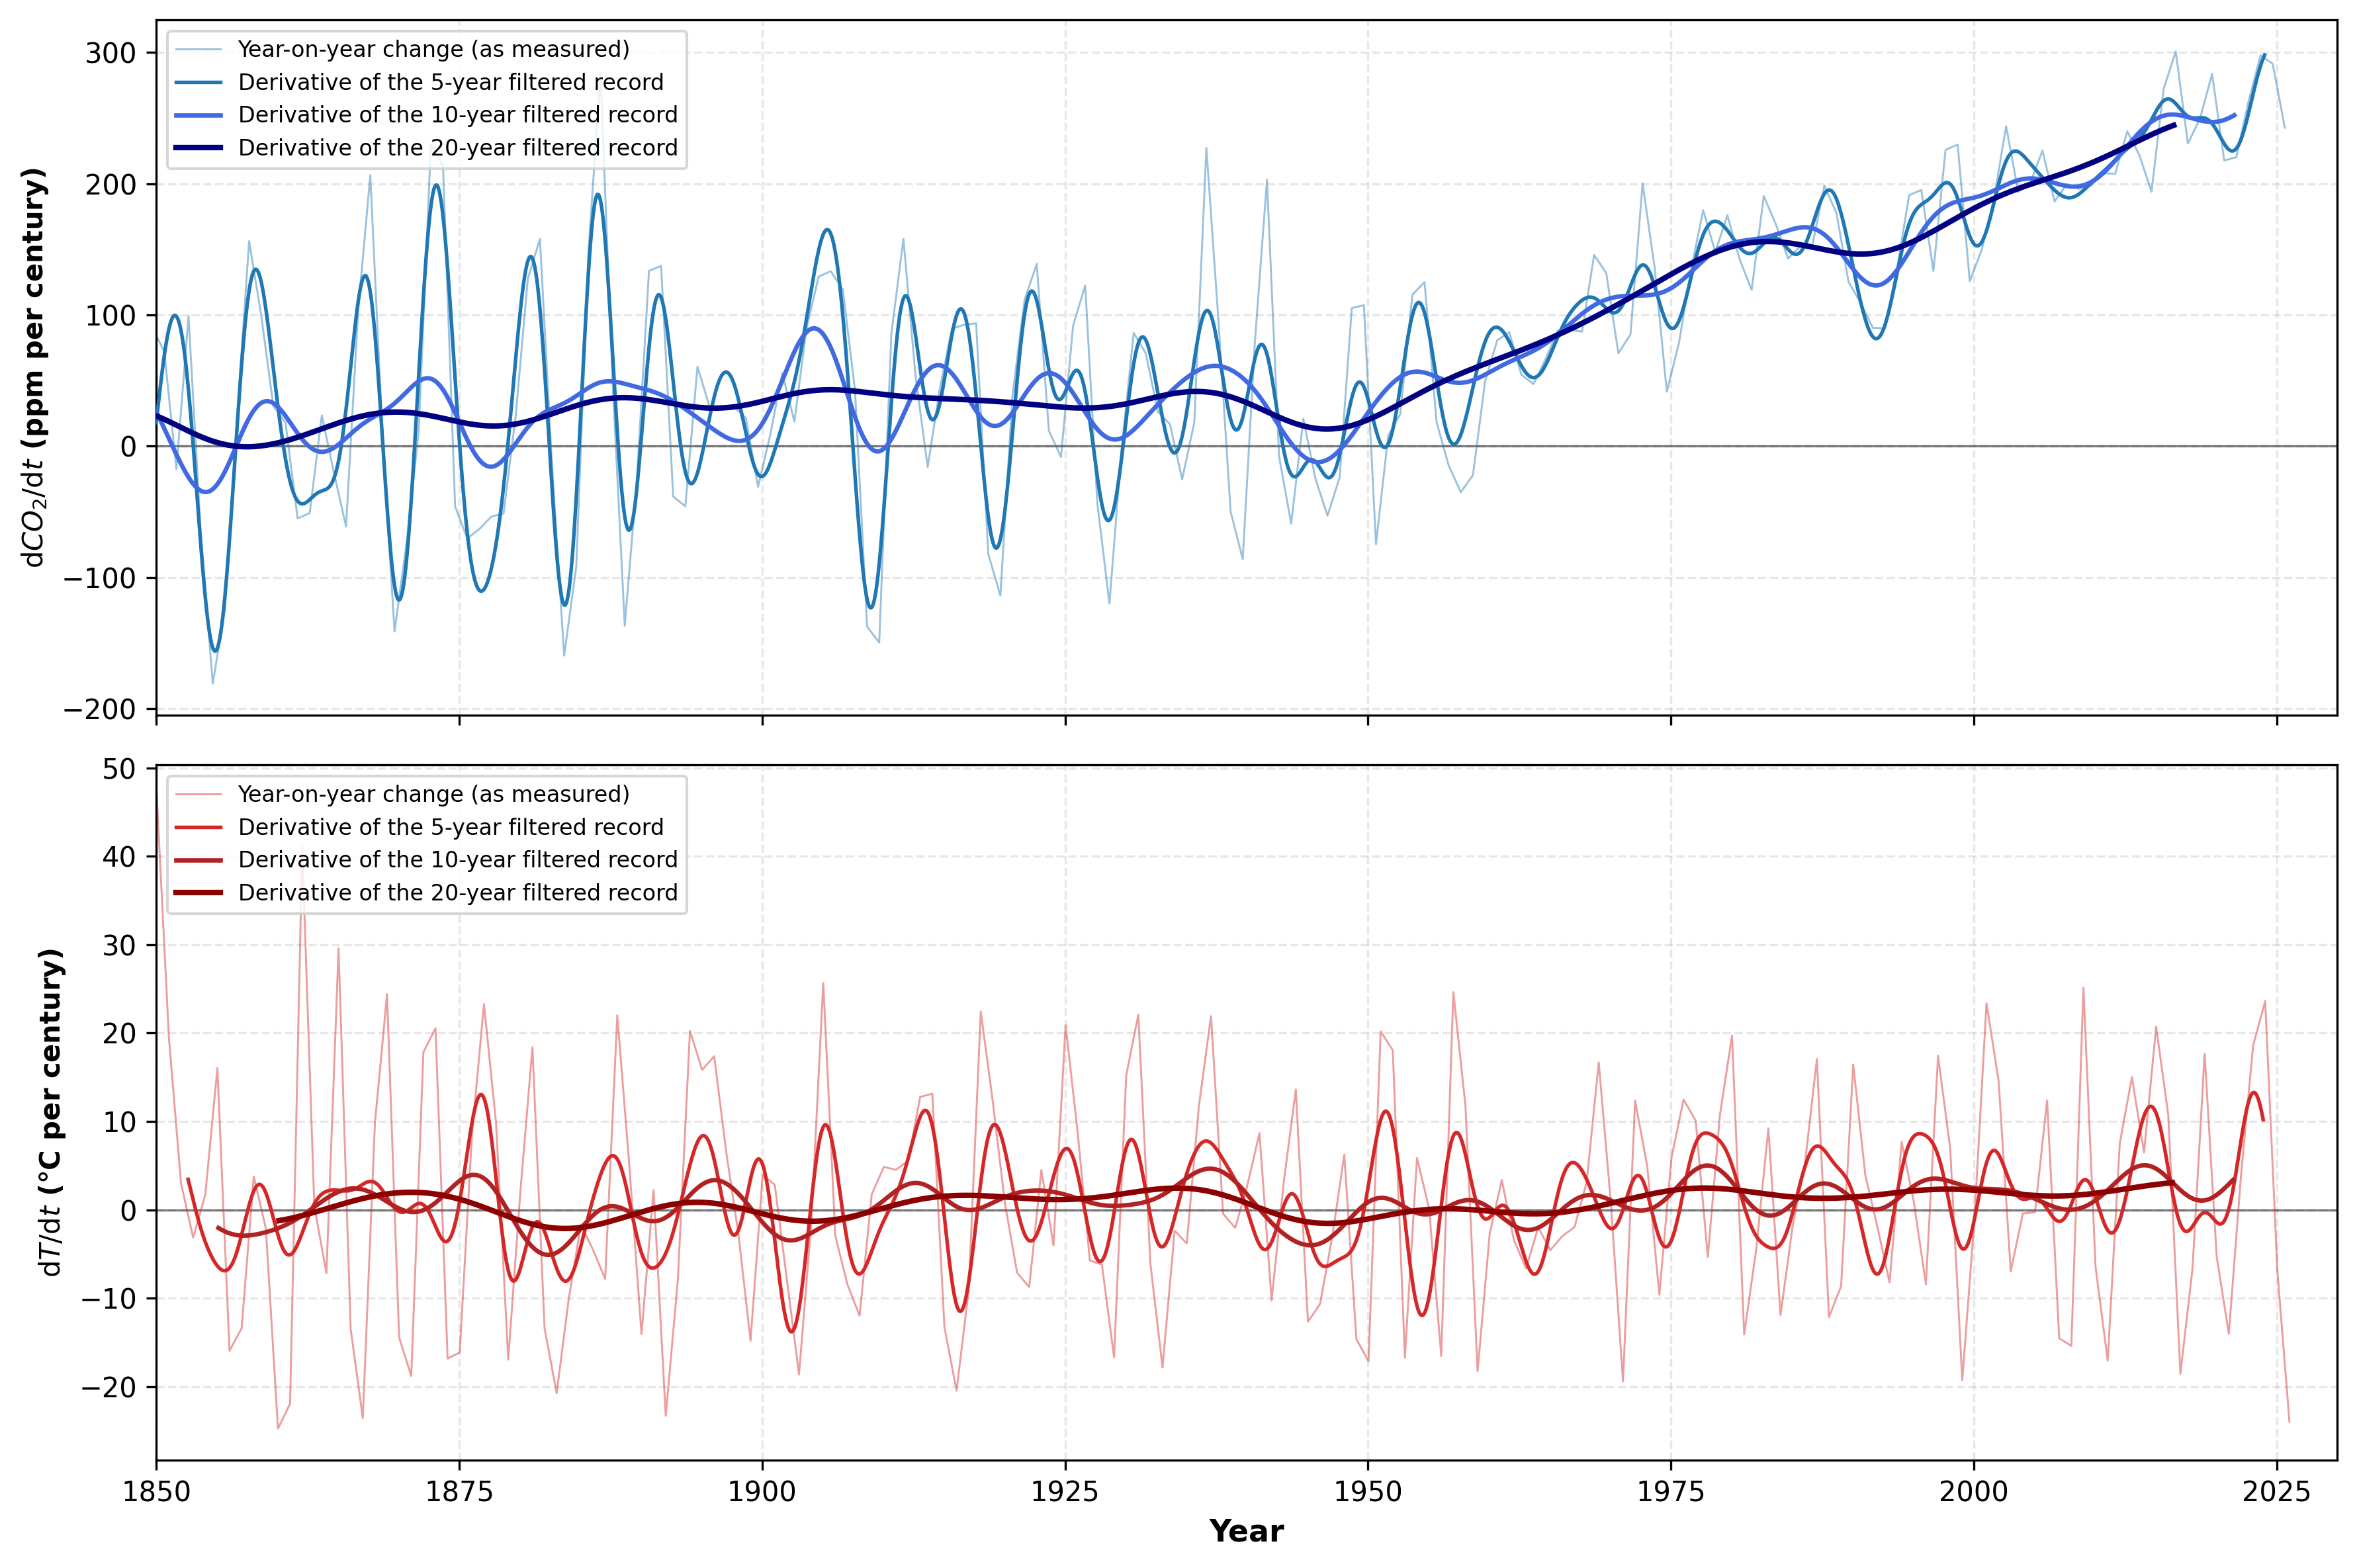 300
200
100
0
−100
−200
dCO₂/dt (ppm per century)
Year-on-year change (as measured)
Derivative of the 5-year filtered record
Derivative of the 10-year filtered record
Derivative of the 20-year filtered record
50
40
30
20
10
0
−10
−20
dT/dt (°C per century)
Year-on-year change (as measured)
Derivative of the 5-year filtered record
Derivative of the 10-year filtered record
Derivative of the 20-year filtered record
1850 1875 1900 1925 1950 1975 2000 2025
Year